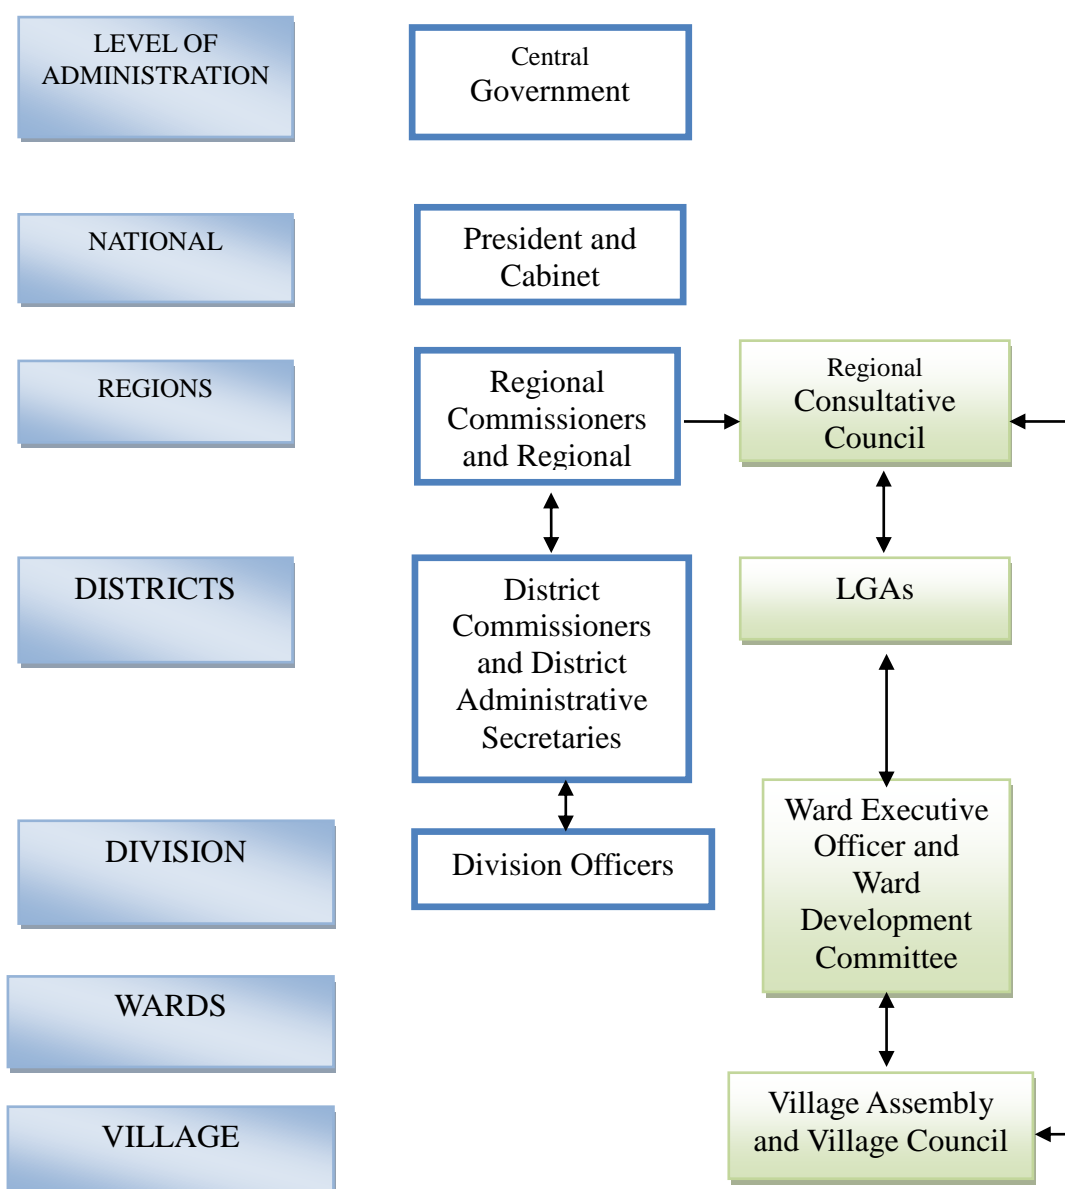 LEVEL OF
ADMINISTRATION
Central
Government
NATIONAL
President and
Cabinet
REGIONS
Regional
Commissioners
and Regional
Regional
Consultative
Council
DISTRICTS
District
Commissioners
and District
Administrative
Secretaries
LGAs
DIVISION
Division Officers
Ward Executive
Officer and
Ward
Development
Committee
WARDS
VILLAGE
Village Assembly
and Village Council